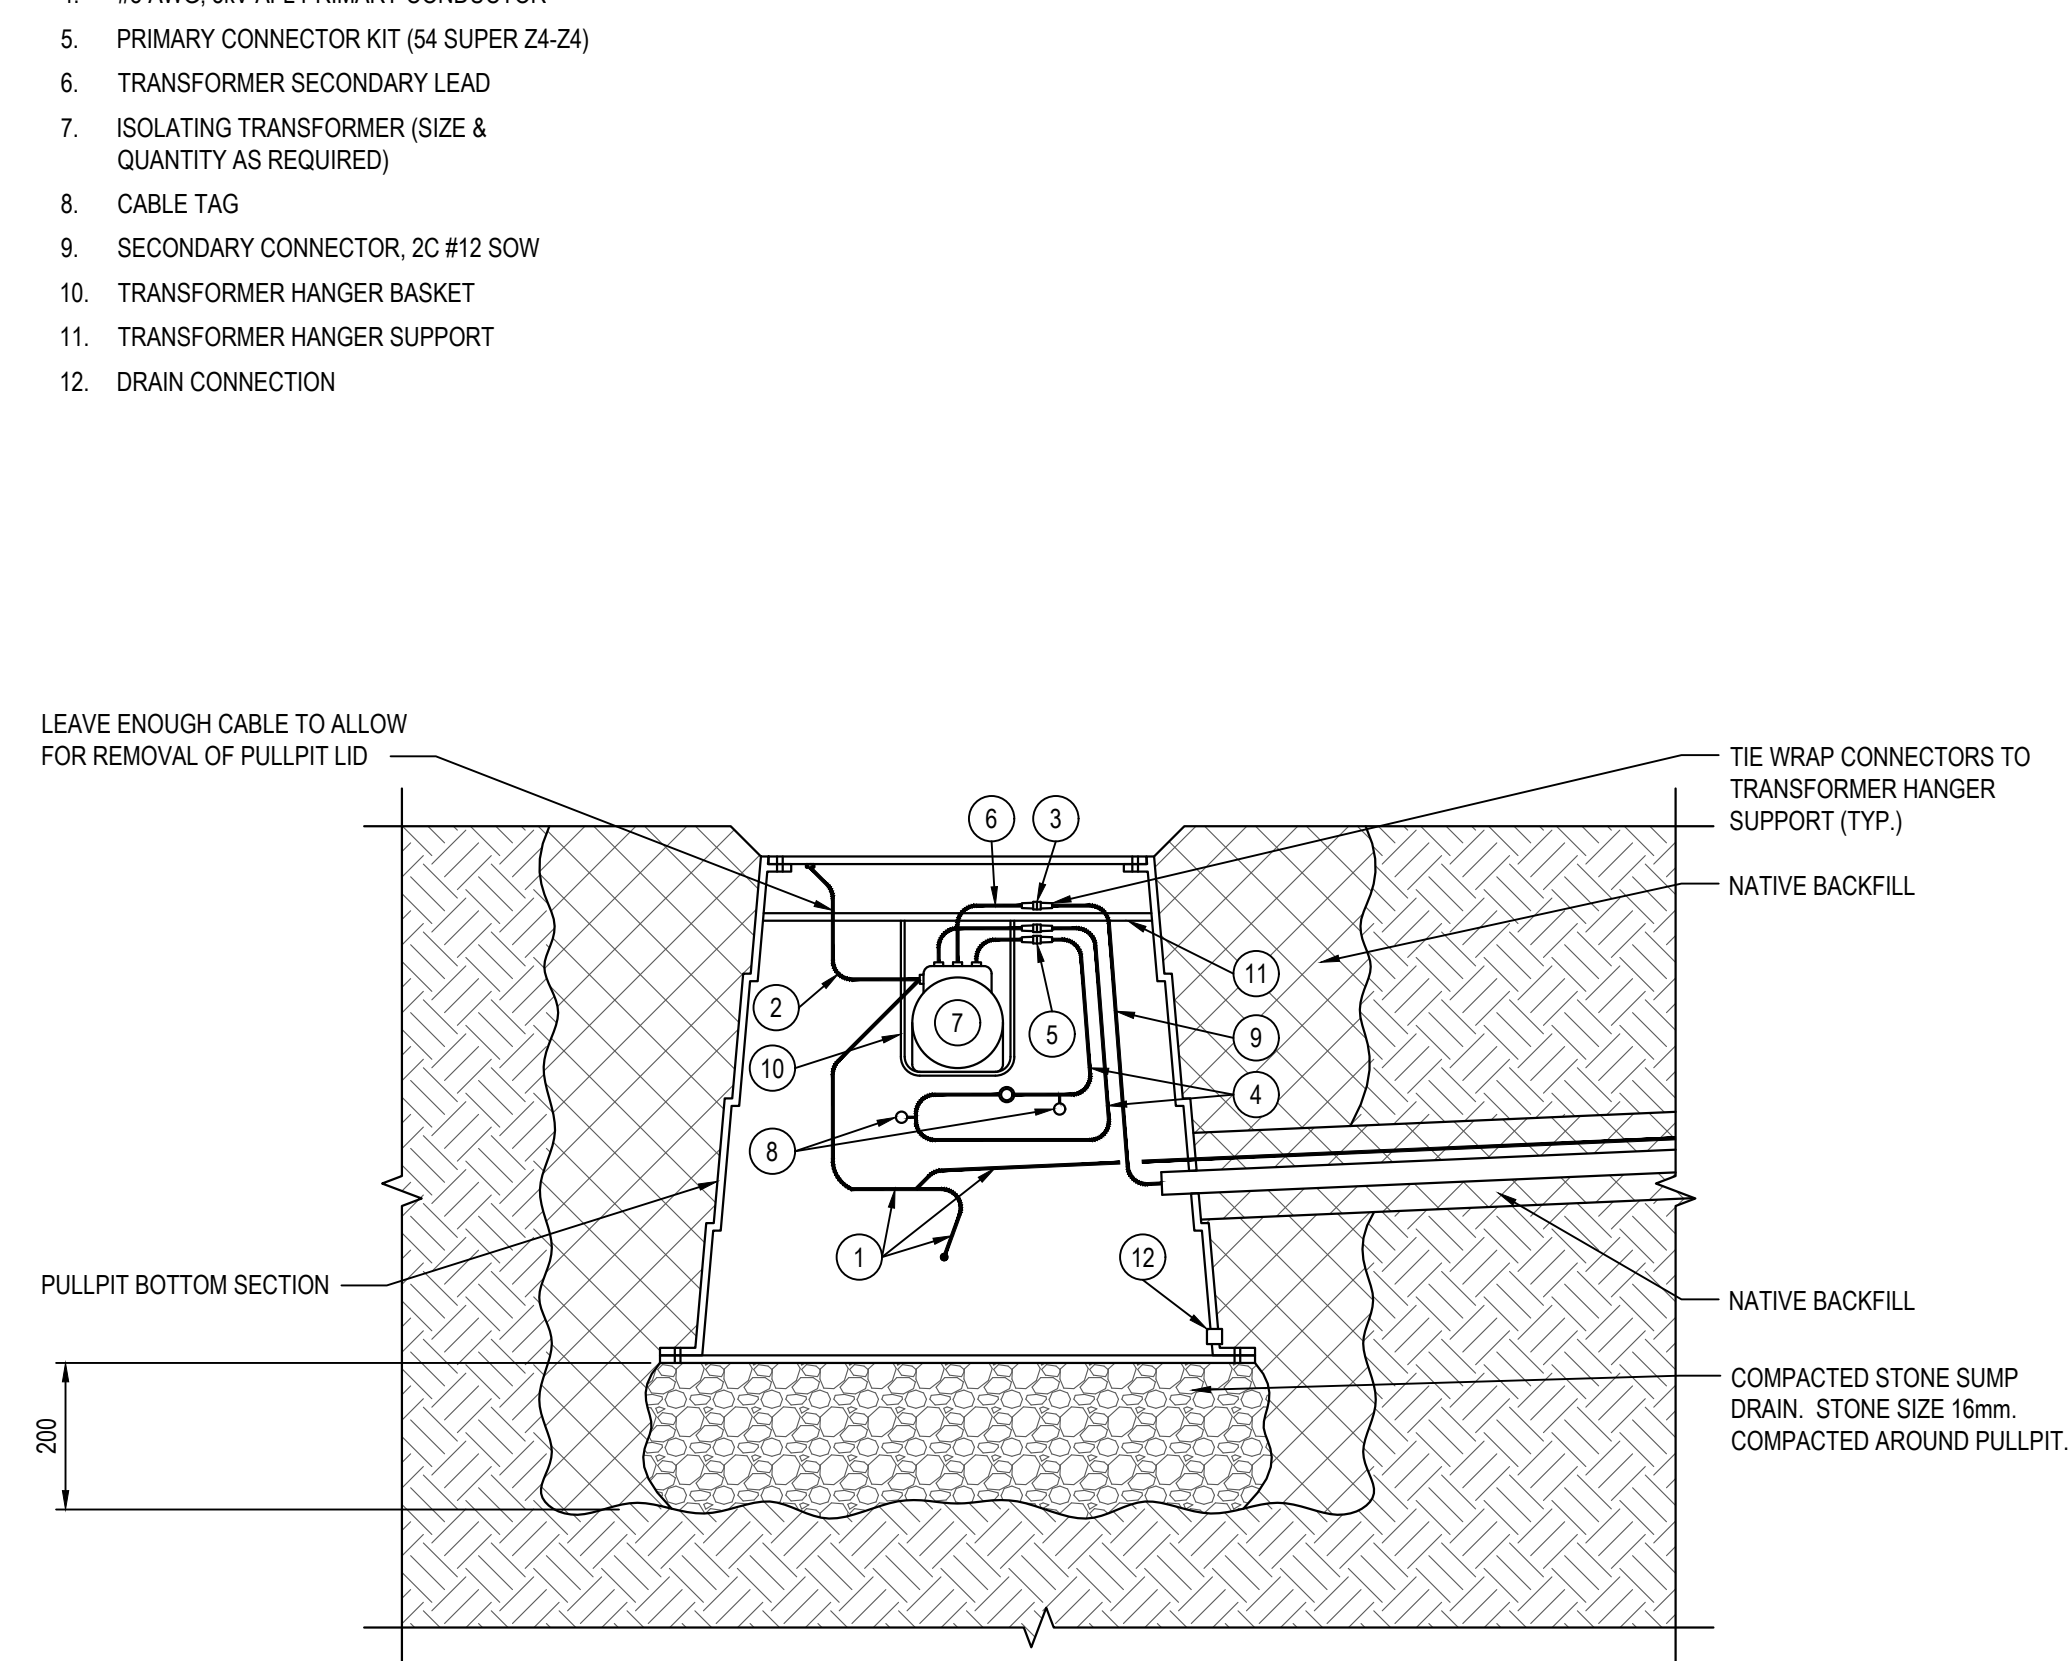 5. PRIMARY CONNECTOR KIT (54 SUPER Z4-Z4)
6. TRANSFORMER SECONDARY LEAD
7. ISOLATING TRANSFORMER (SIZE &
QUANTITY AS REQUIRED)
8. CABLE TAG
9. SECONDARY CONNECTOR, 2C #12 SOW
10. TRANSFORMER HANGER BASKET
11. TRANSFORMER HANGER SUPPORT
12. DRAIN CONNECTION
LEAVE ENOUGH CABLE TO ALLOW
FOR REMOVAL OF PULLPIT LID
TIE WRAP CONNECTORS TO
TRANSFORMER HANGER
SUPPORT (TYP.)
6
3
NATIVE BACKFILL
11
2
7
5
9
10
4
8
1
12
PULLPIT BOTTOM SECTION
NATIVE BACKFILL
COMPACTED STONE SUMP
DRAIN. STONE SIZE 16mm.
COMPACTED AROUND PULLPIT.
200